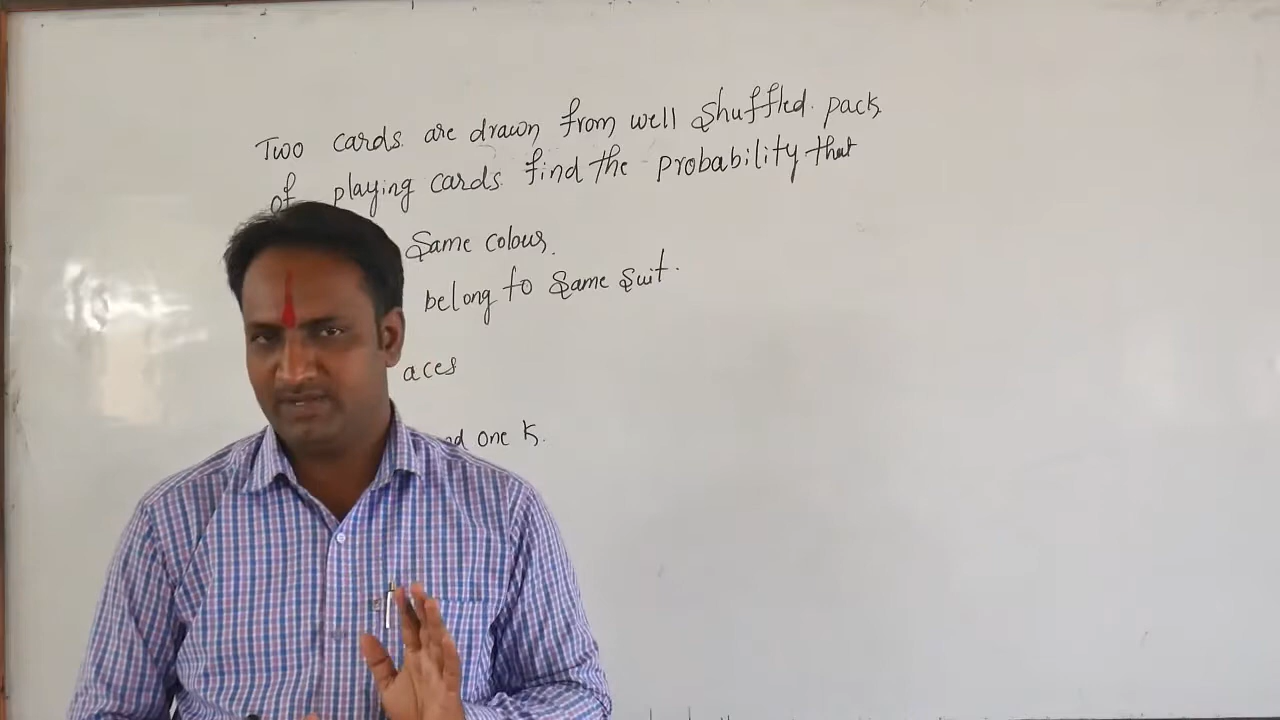 Two cards. are drawn from well shuffled. pack
of playing cards. find the probability that
Same colour.
belong to Same Suit.
aces
one K.